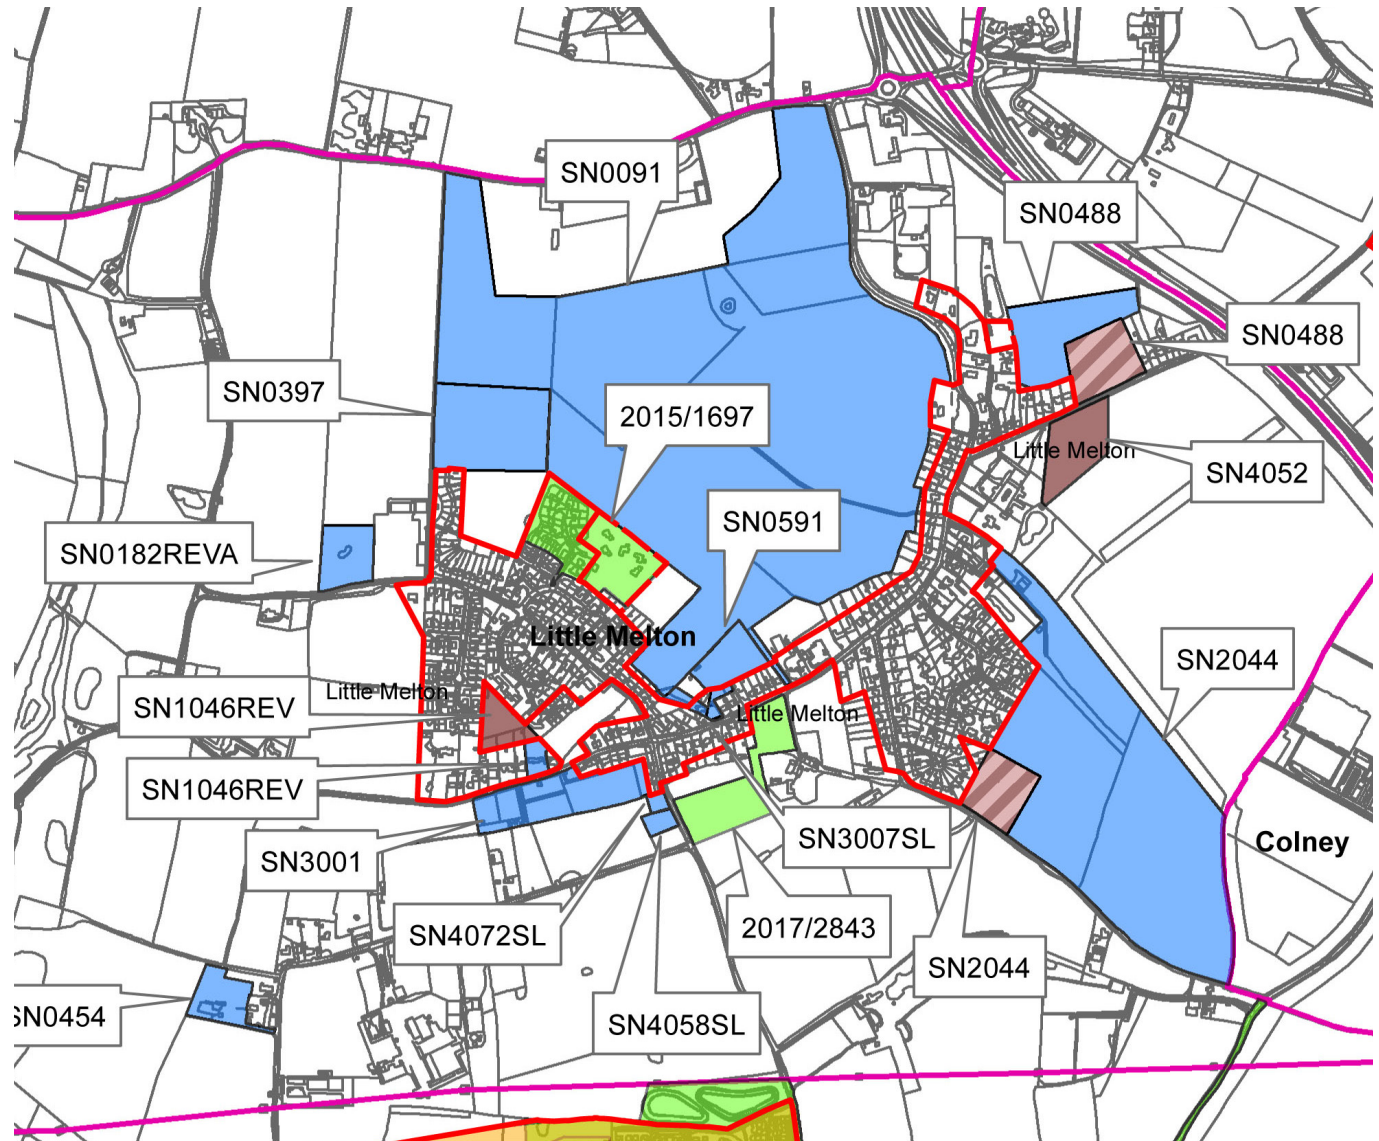 SN0091
SN0488
SN0488
SN0397
2015/1697
Little Melton
SN4052
SN0591
SN0182REVA
Little Melton
SN2044
Little Melton
SN1046REV
Little Melton
SN1046REV
SN3001
SN3007SL
Colney
SN4072SL
2017/2843
SN2044
SN0454
SN4058SL